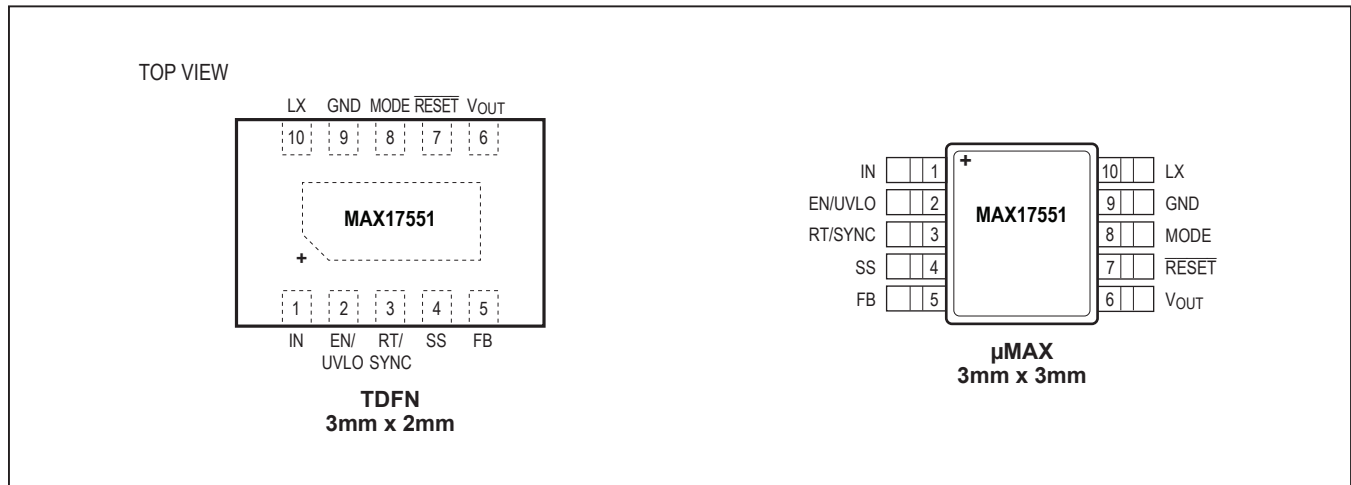 TOP VIEW
LX GND MODE RESET VOUT
10 9 8 7 6
MAX17551
+
1 2 3 4 5
IN EN/ RT/ SS FB
UVLO SYNC
TDFN
3mm x 2mm
+
IN 1 10 LX
EN/UVLO 2 MAX17551 9 GND
RT/SYNC 3 8 MODE
SS 4 7 RESET
FB 5 6 VOUT
µMAX
3mm x 3mm